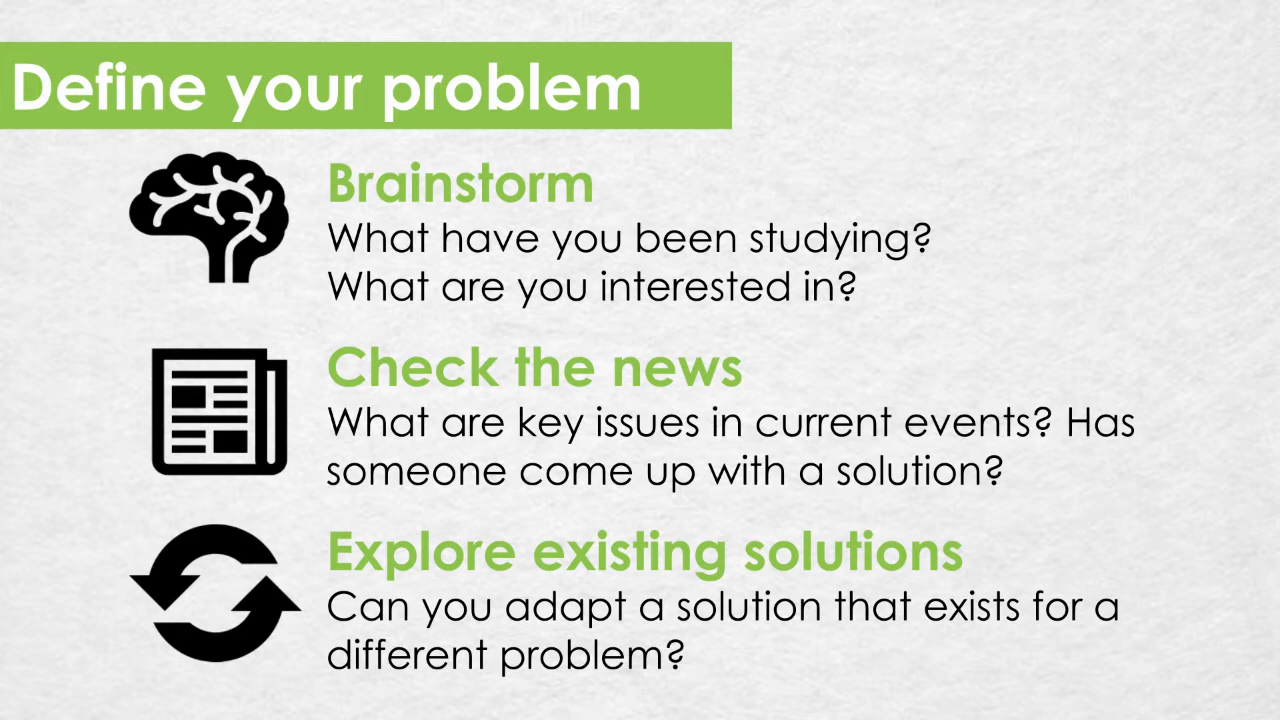 Define your problem
Brainstorm
What have you been studying?
What are you interested in?
Check the news
What are key issues in current events? Has
someone come up with a solution?
Explore existing solutions
Can you adapt a solution that exists for a
different problem?